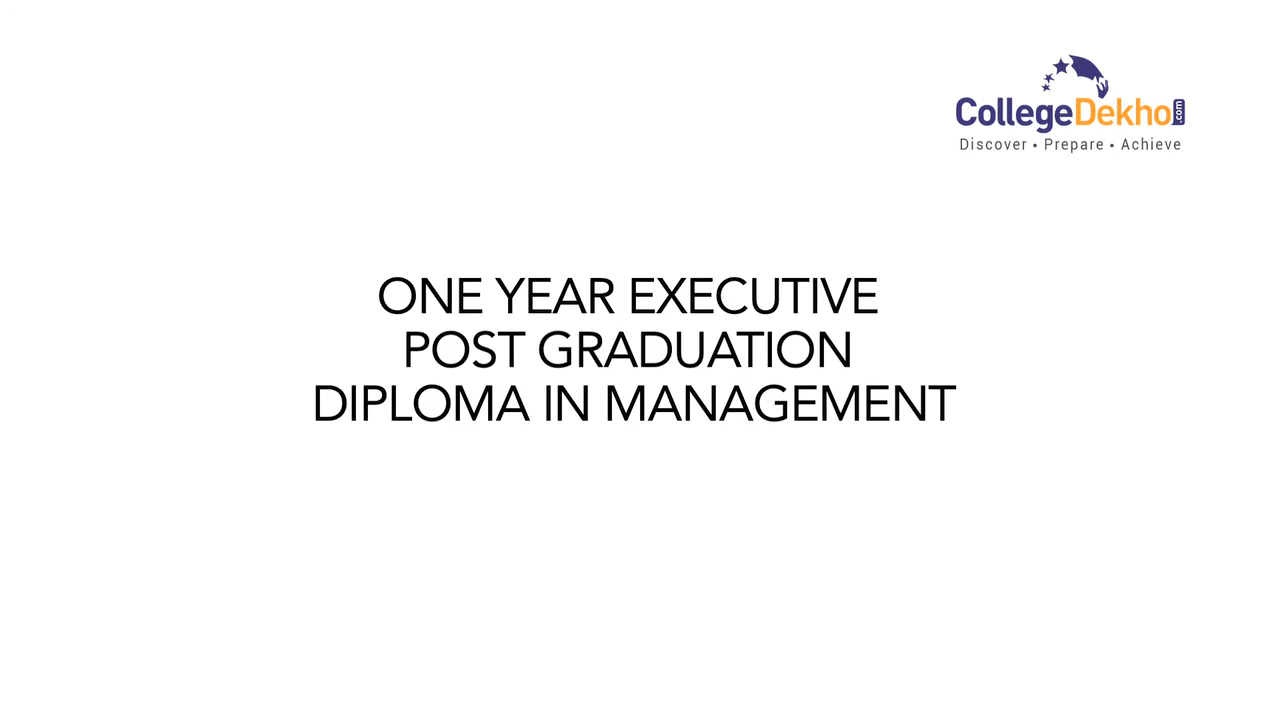 CollegeDekho.com
Discover • Prepare • Achieve
ONE YEAR EXECUTIVE
POST GRADUATION
DIPLOMA IN MANAGEMENT